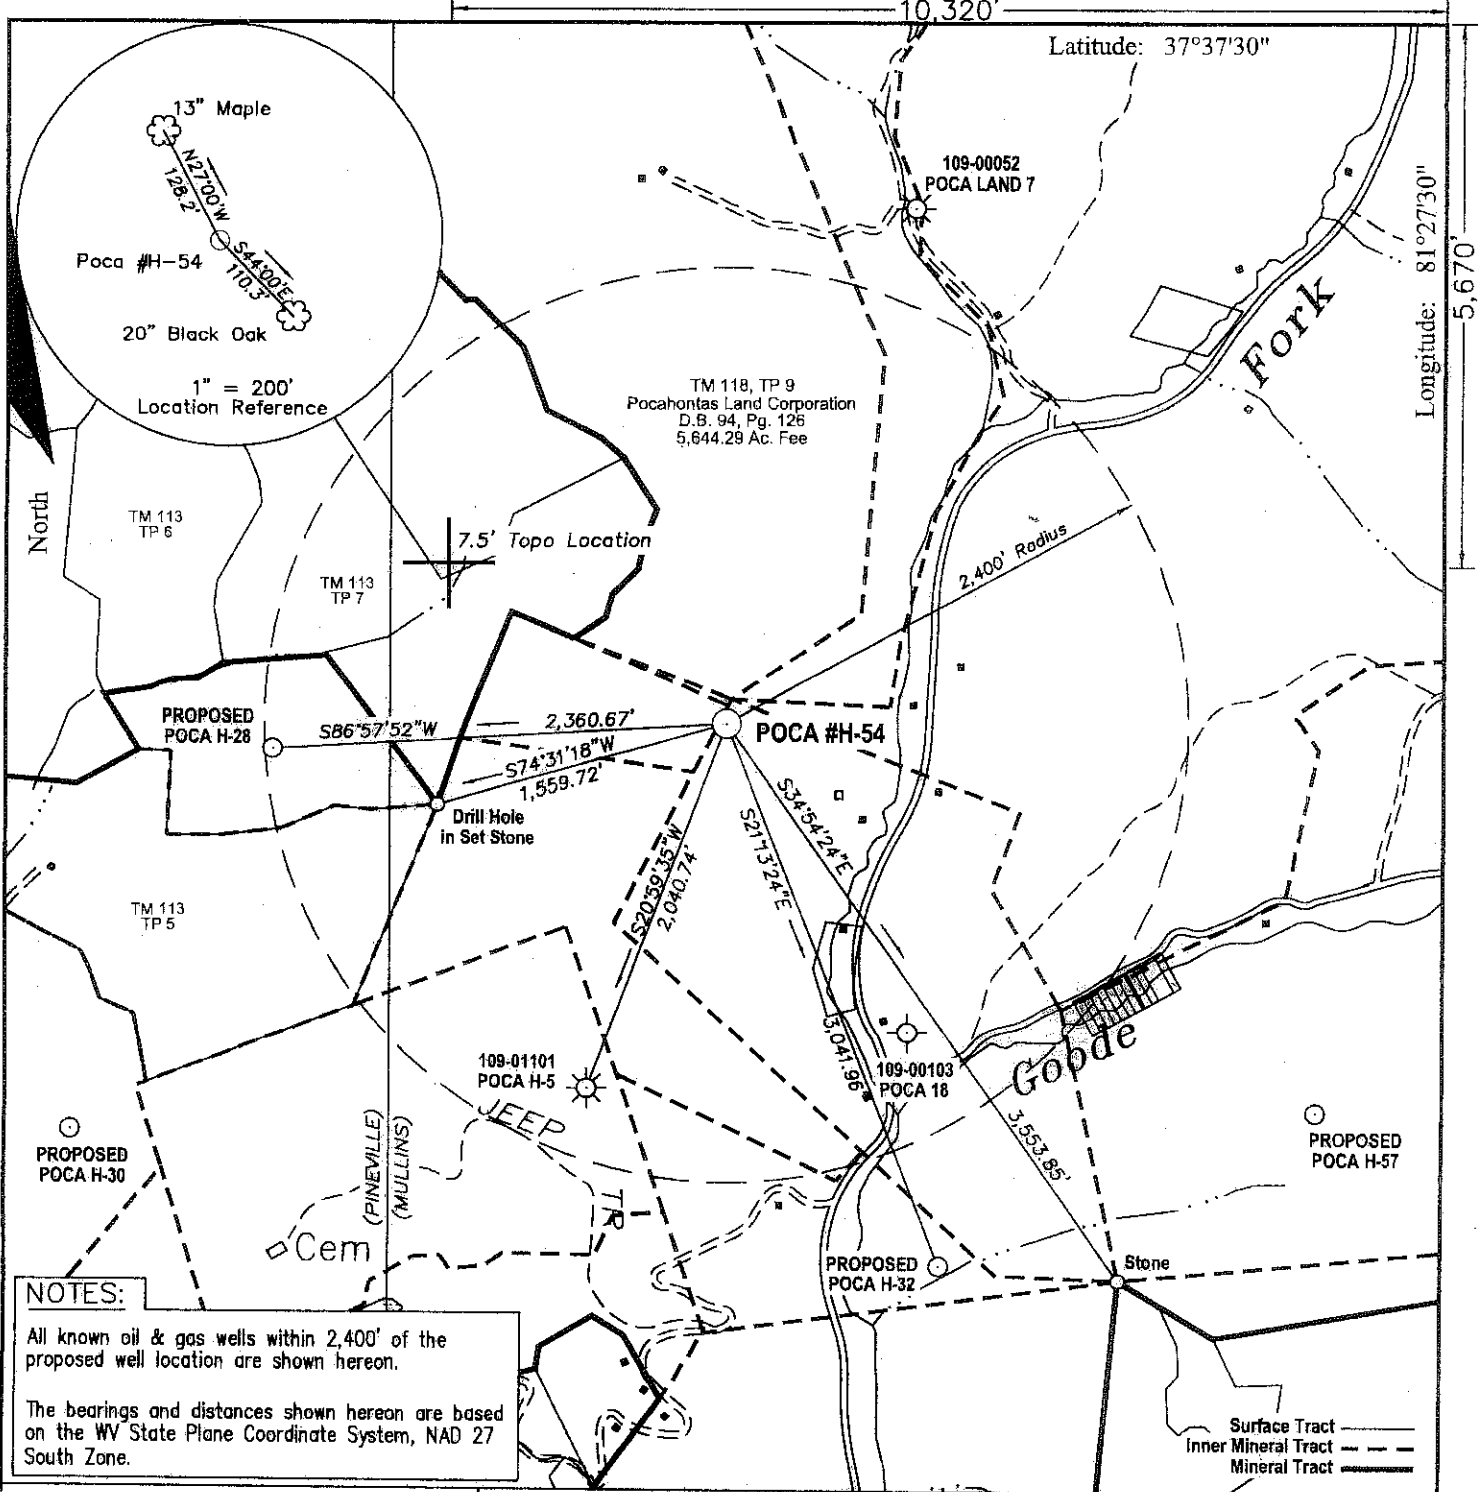 10,320'
Latitude: 37°37'30"
13" Maple
N27°00'W
128.2'
Poca #H-54
S44°00'E
110.3'
20" Black Oak
1" = 200'
Location Reference
109-00052
POCA LAND 7
Longitude: 81°27'30"
5,670'
Fork
TM 118, TP 9
Pocahontas Land Corporation
D.B. 94, Pg. 126
5,644.29 Ac. Fee
North
TM 113
TP 6
7.5' Topo Location
2,400' Radius
TM 113
TP 7
PROPOSED
POCA H-28
S86°57'52"W
2,360.67'
POCA #H-54
S74°31'18"W
1,559.72'
Drill Hole
in Set Stone
S20°59'35"W
2,040.74'
S21°13'24"E
3,041.96'
S34°54'24"E
3,553.85'
TM 113
TP 5
109-01101
POCA H-5
109-00103
POCA 18
Goode
JEEP
TR
PROPOSED
POCA H-30
(PINEVILLE)
(MULLINS)
PROPOSED
POCA H-57
Cem
PROPOSED
POCA H-32
Stone
NOTES:
All known oil & gas wells within 2,400' of the
proposed well location are shown hereon.
The bearings and distances shown hereon are based
on the WV State Plane Coordinate System, NAD 27
South Zone.
Surface Tract
Inner Mineral Tract
Mineral Tract